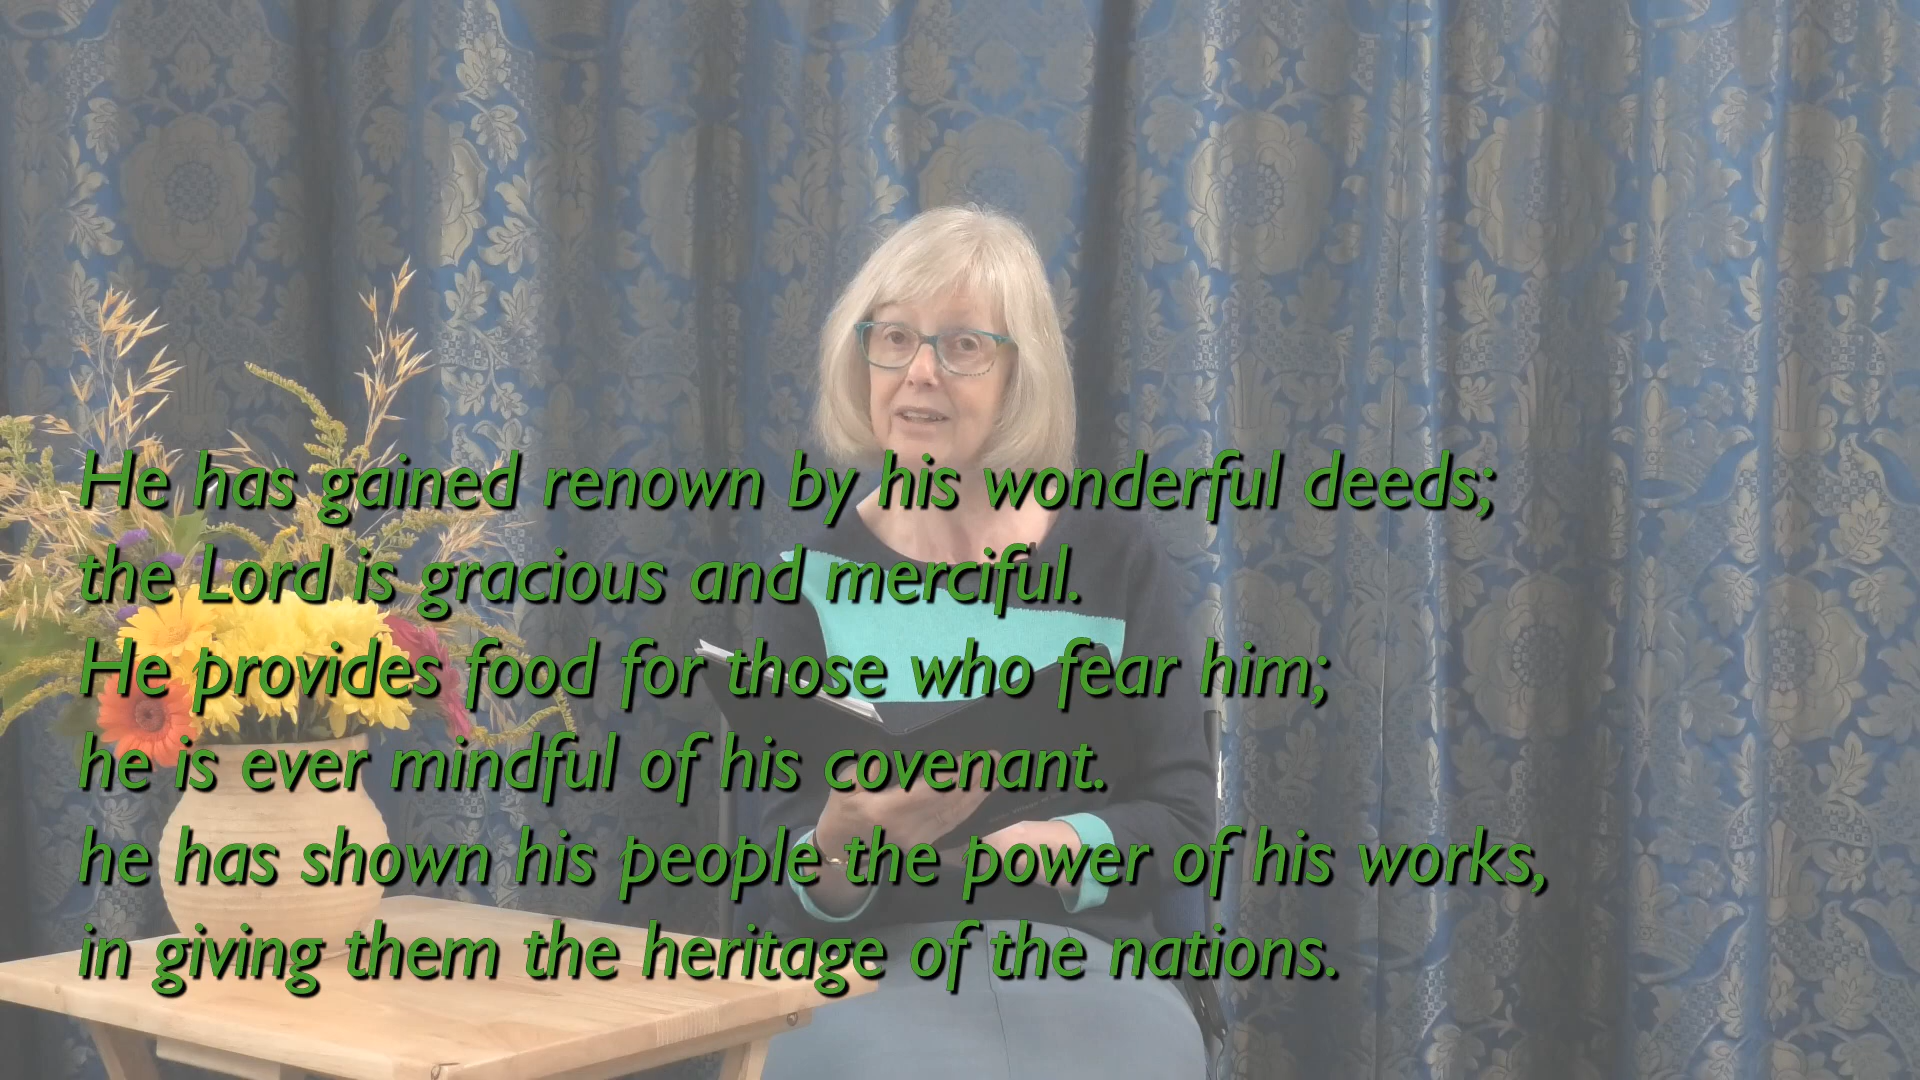 He has gained renown by his wonderful deeds;
the Lord is gracious and merciful.
He provides food for those who fear him;
he is ever mindful of his covenant.
he has shown his people the power of his works,
in giving them the heritage of the nations.